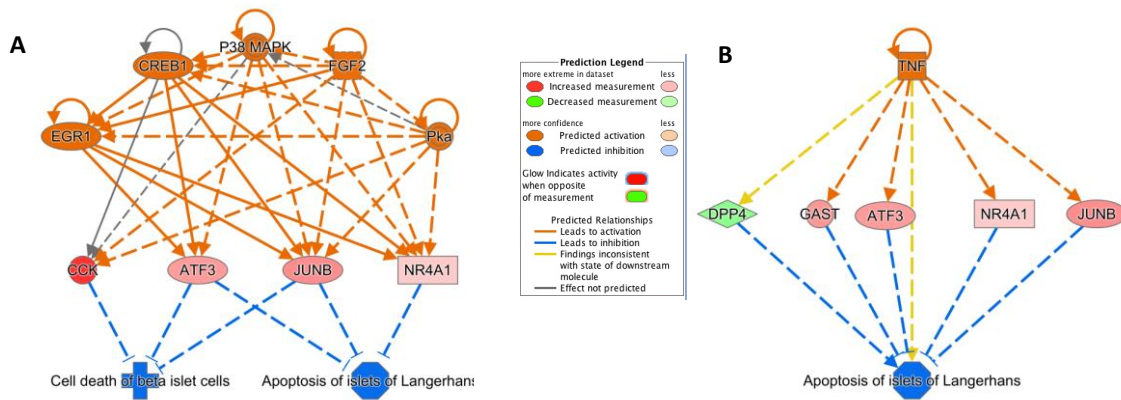 A
P38 MAPK
CREB1
FGF2
EGR1
Pka
CCK
ATF3
JUNB
NR4A1
Cell death of beta islet cells
Apoptosis of islets of Langerhans
Prediction Legend
more extreme in dataset less
Increased measurement
Decreased measurement
more confidence less
Predicted activation
Predicted inhibition
Glow Indicates activity
when opposite
of measurement
Predicted Relationships
Leads to activation
Leads to inhibition
Findings inconsistent
with state of downstream
molecule
Effect not predicted
B
TNF
DPP4
GAST
ATF3
NR4A1
JUNB
Apoptosis of islets of Langerhans